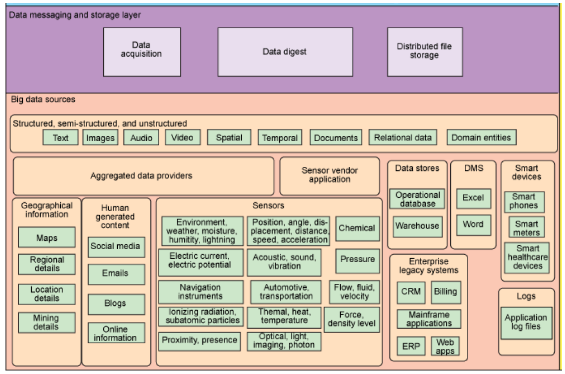 Data messaging and storage layer
Data
acquisition
Data digest
Distributed file
storage
Big data sources
Structured, semi-structured, and unstructured
Text
Images
Audio
Video
Spatial
Temporal
Documents
Relational data
Domain entities
Aggregated data providers
Sensor vendor
application
Data stores
Operational
database
Warehouse
DMS
Excel
Word
Smart
devices
Smart
phones
Smart
meters
Smart
healthcare
devices
Geographical
information
Maps
Regional
details
Location
details
Mining
details
Human
generated
content
Social media
Emails
Blogs
Online
information
Sensors
Environment,
weather, moisture,
humitity, lightning
Position, angle, dis-
placement, distance,
speed, acceleration
Chemical
Electric current,
electric potential
Acoustic, sound,
vibration
Pressure
Navigation
instruments
Automotive,
transportation
Flow, fluid,
velocity
Ionizing radiation,
subatomic particles
Themal, heat,
temperature
Force,
density level
Proximity, presence
Optical, light,
imaging, photon
Enterprise
legacy systems
CRM
Billing
Mainframe
applications
ERP
Web
apps
Logs
Application
log files